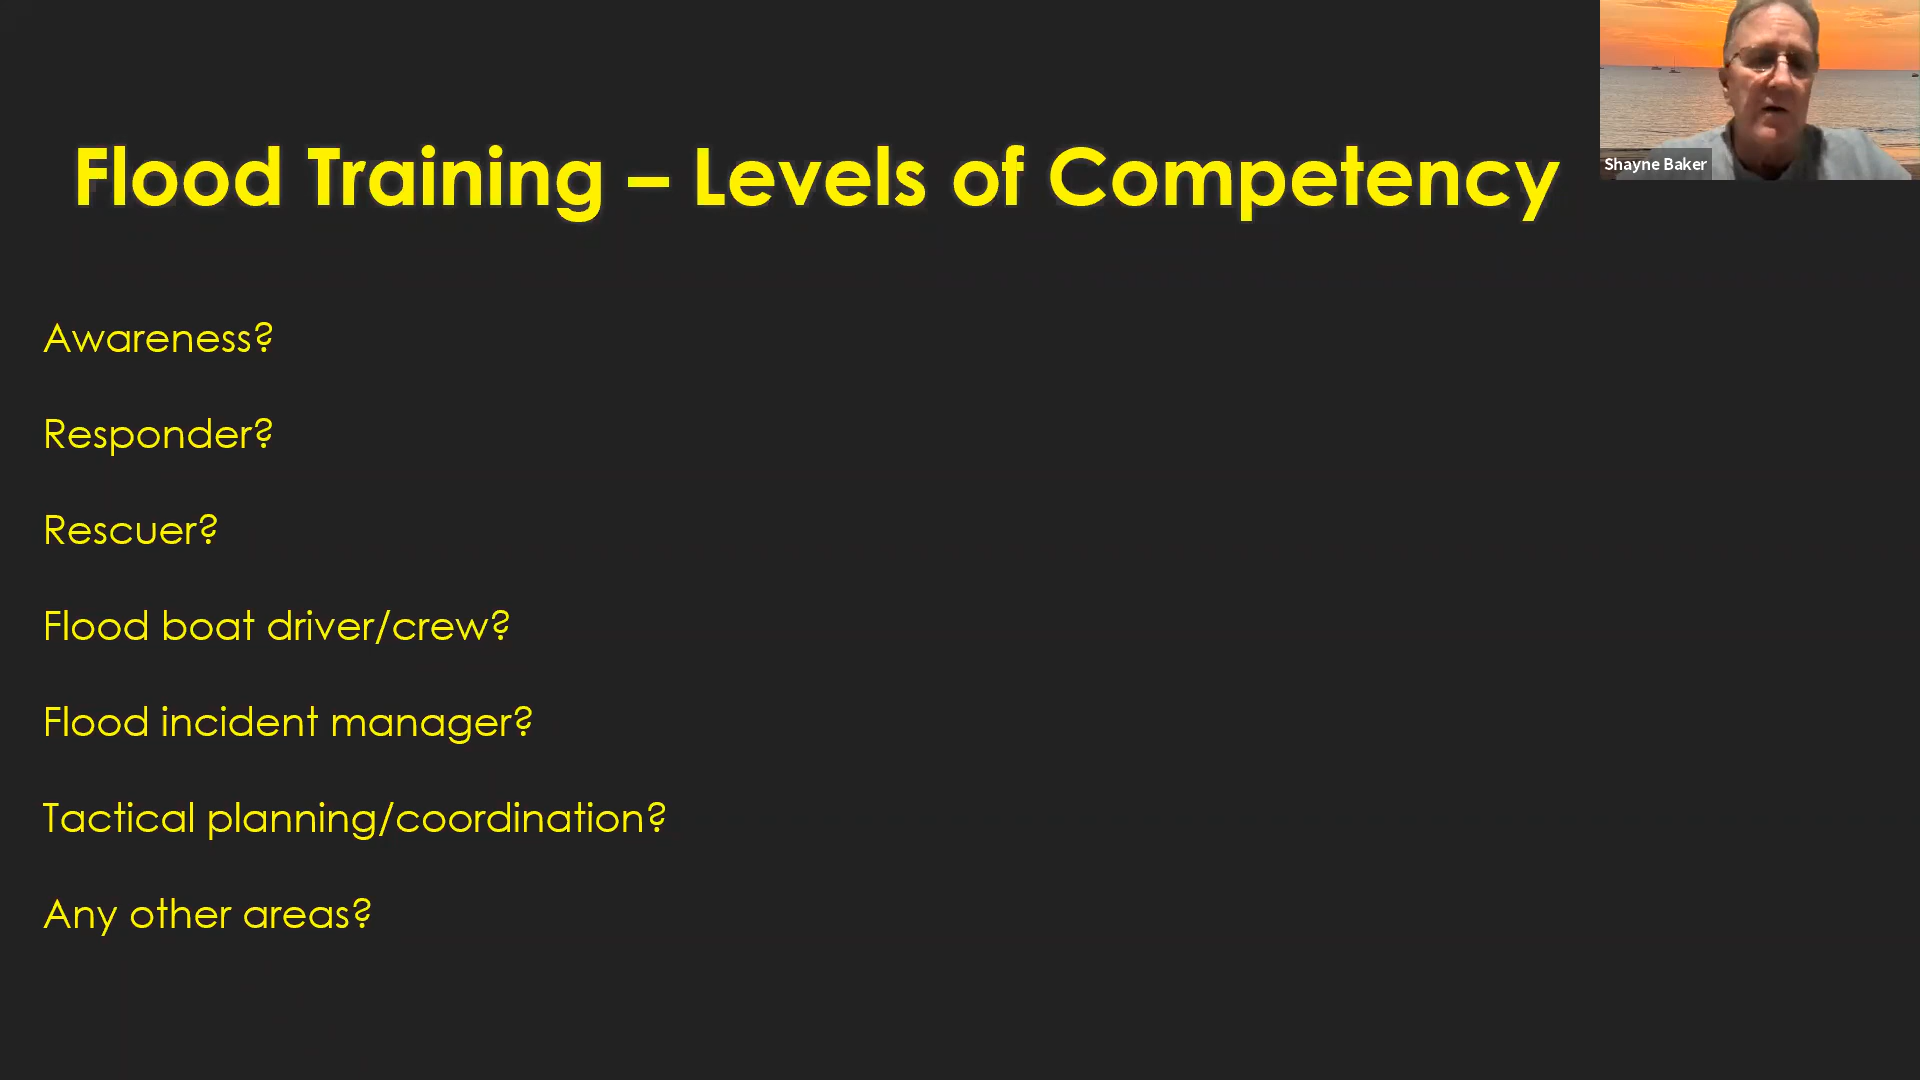 Flood Training – Levels of Competency
Shayne Baker
Awareness?
Responder?
Rescuer?
Flood boat driver/crew?
Flood incident manager?
Tactical planning/coordination?
Any other areas?